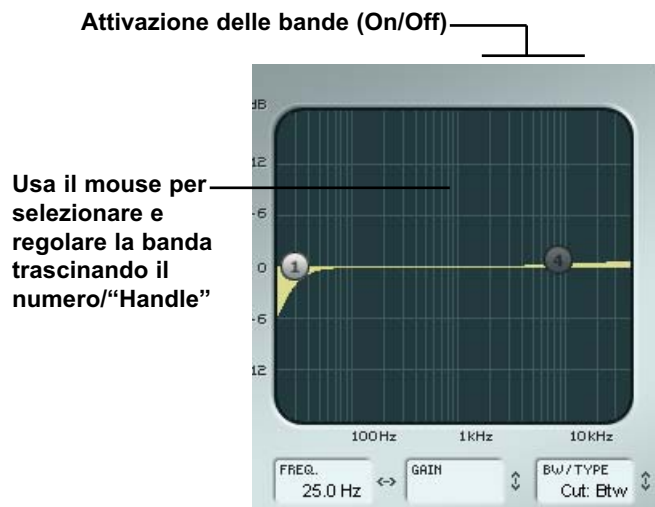 Attivazione delle bande (On/Off)
dB
12
Usa il mouse per
selezionare e
regolare la banda
trascinando il
numero/“Handle”
-6
0
1
4
-6
12
100Hz 1kHz 10kHz
FREQ. GAIN BW/TYPE
25.0 Hz Cut: Btw